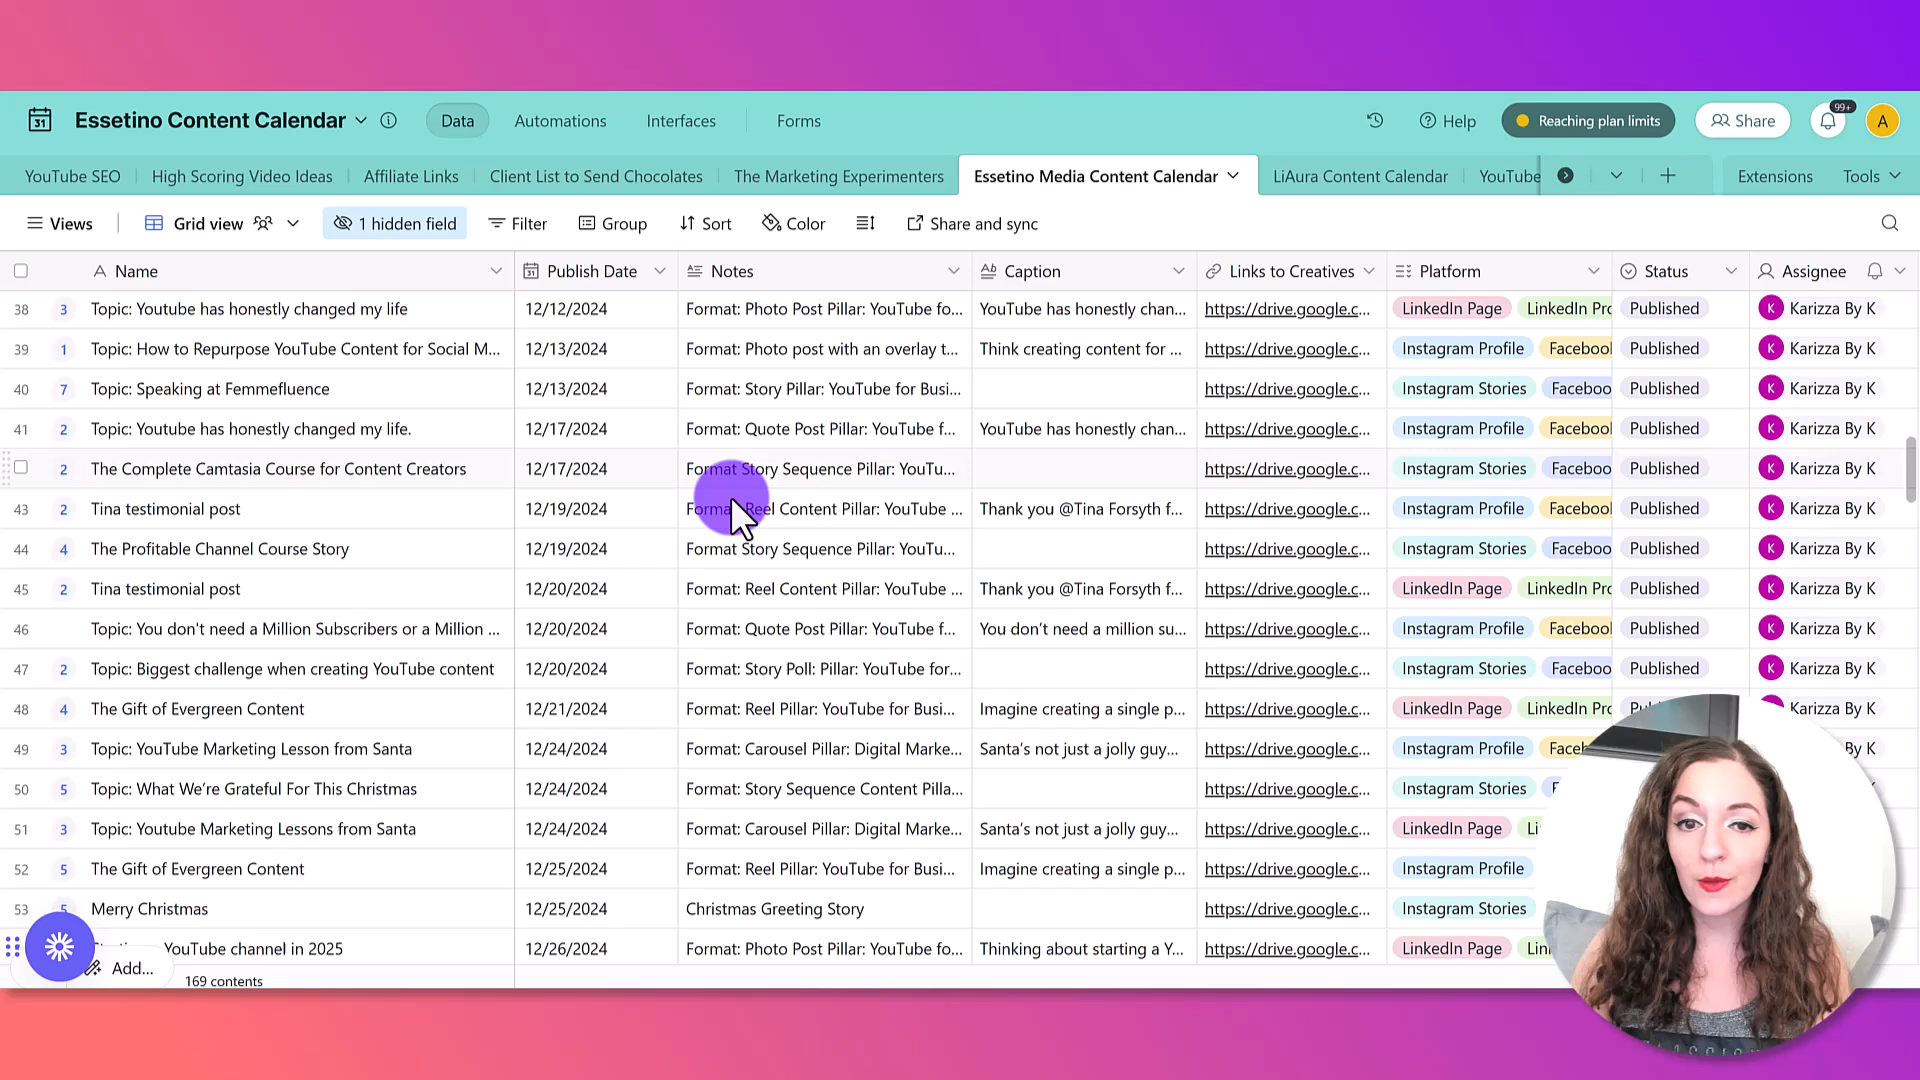 31 Essetino Content Calendar Data Automations Interfaces Forms Help Reaching plan limits Share 99+ A
YouTube SEO High Scoring Video Ideas Affiliate Links Client List to Send Chocolates The Marketing Experimenters Essetino Media Content Calendar LiAura Content Calendar YouTube Extensions Tools
Views Grid view 1 hidden field Filter Group Sort Color Share and sync
Name Publish Date Notes Caption Links to Creatives Platform Status Assignee
38 3 Topic: Youtube has honestly changed my life 12/12/2024 Format: Photo Post Pillar: YouTube fo... YouTube has honestly chan... https://drive.google.c... LinkedIn Page LinkedIn Pro Published K Karizza By K
39 1 Topic: How to Repurpose YouTube Content for Social M... 12/13/2024 Format: Photo post with an overlay t... Think creating content for ... https://drive.google.c... Instagram Profile Facebook Published K Karizza By K
40 7 Topic: Speaking at Femmefluence 12/13/2024 Format: Story Pillar: YouTube for Busi... https://drive.google.c... Instagram Stories Faceboo Published K Karizza By K
41 2 Topic: Youtube has honestly changed my life. 12/17/2024 Format: Quote Post Pillar: YouTube f... YouTube has honestly chan... https://drive.google.c... Instagram Profile Facebook Published K Karizza By K
2 The Complete Camtasia Course for Content Creators 12/17/2024 Format Story Sequence Pillar: YouTu... https://drive.google.c... Instagram Stories Faceboo Published K Karizza By K
43 2 Tina testimonial post 12/19/2024 Format: Reel Content Pillar: YouTube ... Thank you @Tina Forsyth f... https://drive.google.c... Instagram Profile Facebook Published K Karizza By K
44 4 The Profitable Channel Course Story 12/19/2024 Format Story Sequence Pillar: YouTu... https://drive.google.c... Instagram Stories Faceboo Published K Karizza By K
45 2 Tina testimonial post 12/20/2024 Format: Reel Content Pillar: YouTube ... Thank you @Tina Forsyth f... https://drive.google.c... LinkedIn Page LinkedIn Pro Published K Karizza By K
46 Topic: You don't need a Million Subscribers or a Million ... 12/20/2024 Format: Quote Post Pillar: YouTube f... You don’t need a million su... https://drive.google.c... Instagram Profile Facebook Published K Karizza By K
47 2 Topic: Biggest challenge when creating YouTube content 12/20/2024 Format: Story Poll: Pillar: YouTube for... https://drive.google.c... Instagram Stories Faceboo Published K Karizza By K
48 4 The Gift of Evergreen Content 12/21/2024 Format: Reel Pillar: YouTube for Busi... Imagine creating a single p... https://drive.google.c... LinkedIn Page LinkedIn Pro Karizza By K
49 3 Topic: YouTube Marketing Lesson from Santa 12/24/2024 Format: Carousel Pillar: Digital Marke... Santa’s not just a jolly guy... https://drive.google.c... Instagram Profile By K
50 5 Topic: What We’re Grateful For This Christmas 12/24/2024 Format: Story Sequence Content Pilla... https://drive.google.c... Instagram Stories
51 3 Topic: Youtube Marketing Lessons from Santa 12/24/2024 Format: Carousel Pillar: Digital Marke... Santa’s not just a jolly guy... https://drive.google.c... LinkedIn Page Li
52 5 The Gift of Evergreen Content 12/25/2024 Format: Reel Pillar: YouTube for Busi... Imagine creating a single p... https://drive.google.c... Instagram Profile
53 5 Merry Christmas 12/25/2024 Christmas Greeting Story https://drive.google.c... Instagram Stories
YouTube channel in 2025 12/26/2024 Format: Photo Post Pillar: YouTube fo... Thinking about starting a Y... https://drive.google.c... LinkedIn Page Lin
Add...
169 contents